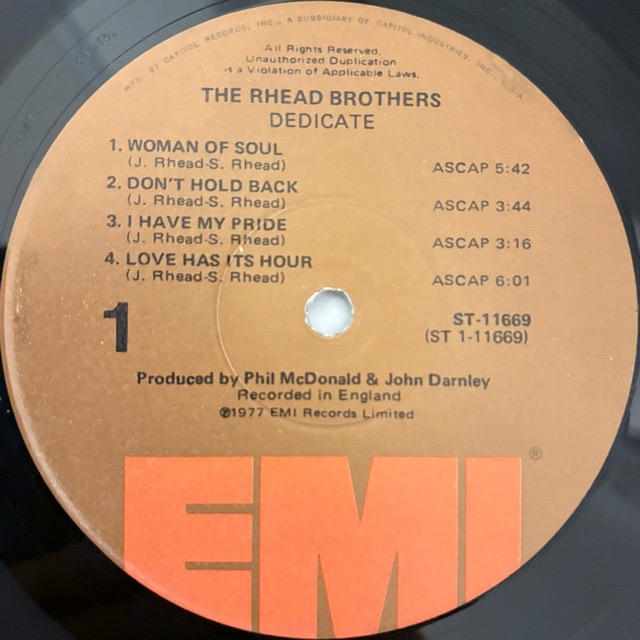 MFD. BY CAPITOL RECORDS, INC., A SUBSIDIARY OF CAPITOL INDUSTRIES, INC., U.S.A.
All Rights Reserved.
Unauthorized Duplication
is a Violation of Applicable Laws.
THE RHEAD BROTHERS
DEDICATE
1. WOMAN OF SOUL
(J. Rhead-S. Rhead) ASCAP 5:42
2. DON'T HOLD BACK
(J. Rhead-S. Rhead) ASCAP 3:44
3. I HAVE MY PRIDE
(J. Rhead-S. Rhead) ASCAP 3:16
4. LOVE HAS ITS HOUR
(J. Rhead-S. Rhead) ASCAP 6:01
1
ST-11669
(ST 1-11669)
Produced by Phil McDonald & John Darnley
Recorded in England
℗1977 EMI Records Limited
EMI®